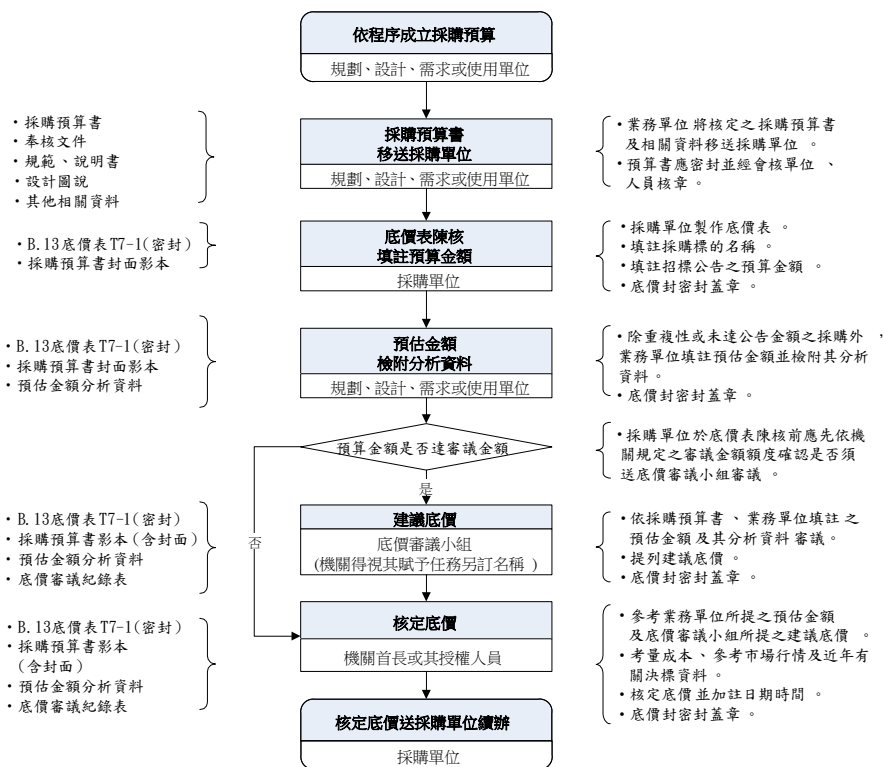 依程序成立採購預算
規劃、設計、需求或使用單位
・採購預算書
・奉核文件
・規範、說明書
・設計圖說
・其他相關資料
採購預算書
移送採購單位
規劃、設計、需求或使用單位
・業務單位將核定之採購預算書
及相關資料移送採購單位。
・預算書應密封並經會核單位、
人員核章。
・B.13底價表T7-1(密封)
・採購預算書封面影本
底價表陳核
填註預算金額
採購單位
・採購單位製作底價表。
・填註採購標的名稱。
・填註招標公告之預算金額。
・底價封密封蓋章。
・B.13底價表T7-1(密封)
・採購預算書封面影本
・預估金額分析資料
預估金額
檢附分析資料
規劃、設計、需求或使用單位
・除重複性或未達公告金額之採購外，
業務單位填註預估金額並檢附其分析
資料。
・底價封密封蓋章。
預算金額是否達審議金額
・採購單位於底價表陳核前應先依機
關規定之審議金額額度確認是否須
送底價審議小組審議。
是
否
・B.13底價表T7-1(密封)
・採購預算書影本(含封面)
・預估金額分析資料
・底價審議紀錄表
建議底價
底價審議小組
(機關得視其賦予任務另訂名稱)
・依採購預算書、業務單位填註之
預估金額及其分析資料審議。
・提列建議底價。
・底價封密封蓋章。
・B.13底價表T7-1(密封)
・採購預算書影本
(含封面)
・預估金額分析資料
・底價審議紀錄表
核定底價
機關首長或其授權人員
・參考業務單位所提之預估金額
及底價審議小組所提之建議底價。
・考量成本、參考市場行情及近年有
關決標資料。
・核定底價並加註日期時間。
・底價封密封蓋章。
核定底價送採購單位續辦
採購單位